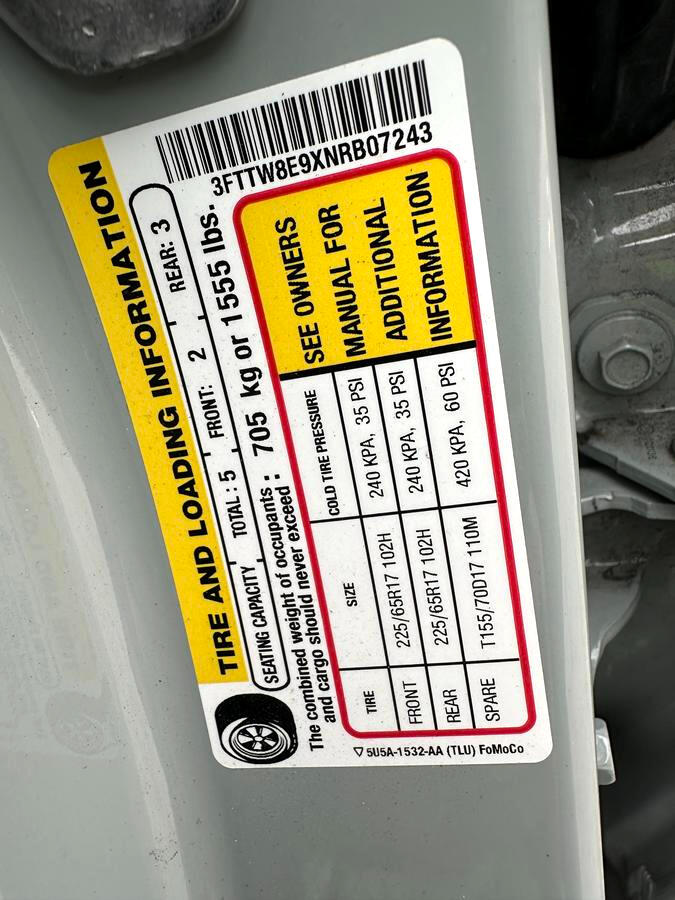 3FTTW8E9XNRB07243
TIRE AND LOADING INFORMATION
SEATING CAPACITY TOTAL : 5 FRONT: 2 REAR: 3
The combined weight of occupants : 705 kg or 1555 lbs.
and cargo should never exceed :
TIRE SIZE COLD TIRE PRESSURE
FRONT 225/65R17 102H 240 KPA, 35 PSI
REAR 225/65R17 102H 240 KPA, 35 PSI
SPARE T155/70D17 110M 420 KPA, 60 PSI
SEE OWNERS
MANUAL FOR
ADDITIONAL
INFORMATION
5U5A-1532-AA (TLU) FoMoCo